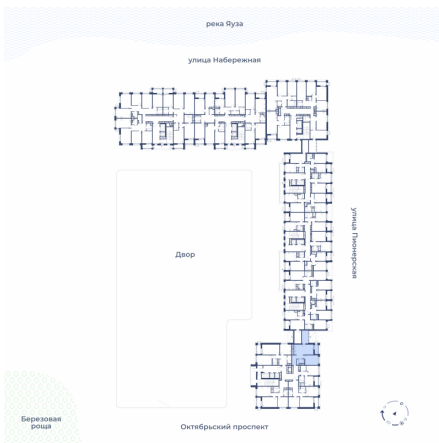 река Яуза
улица Набережная
улица Пионерская
Двор
Березовая
роща
Октябрьский проспект